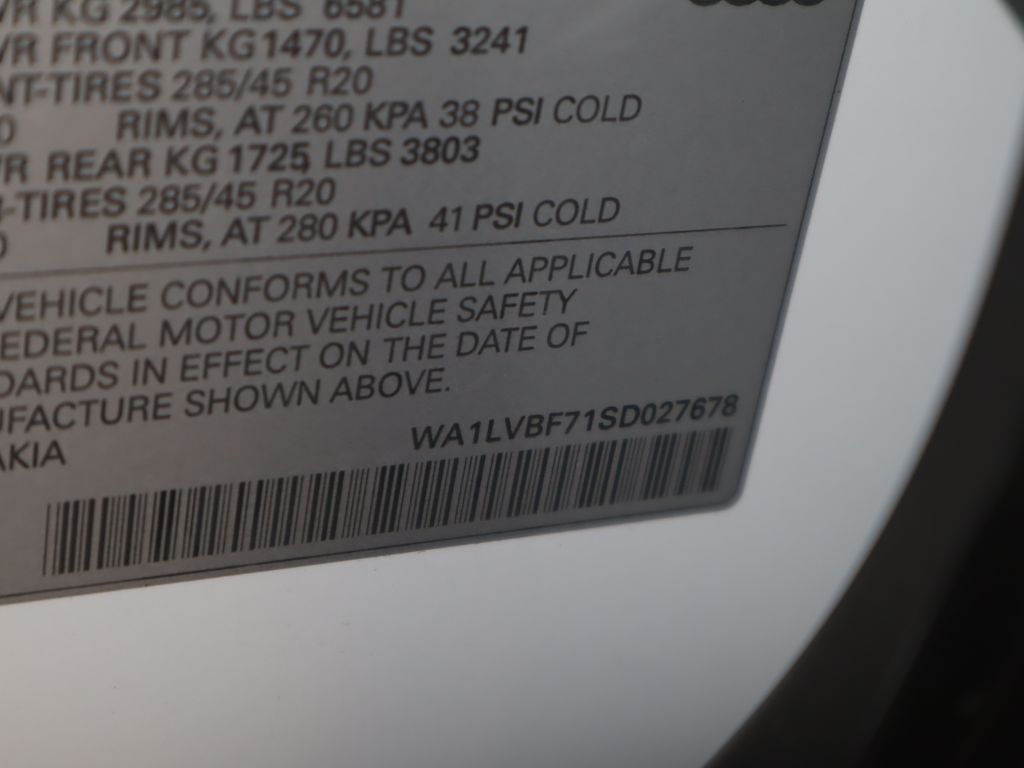 VR KG 2985, LBS 6581
VR FRONT KG1470, LBS 3241
NT-TIRES 285/45 R20
0 RIMS, AT 260 KPA 38 PSI COLD
R REAR KG 1725, LBS 3803
-TIRES 285/45 R20
RIMS, AT 280 KPA 41 PSI COLD
VEHICLE CONFORMS TO ALL APPLICABLE
EDERAL MOTOR VEHICLE SAFETY
DARDS IN EFFECT ON THE DATE OF
UFACTURE SHOWN ABOVE.
AKIA
WA1LVBF71SD027678